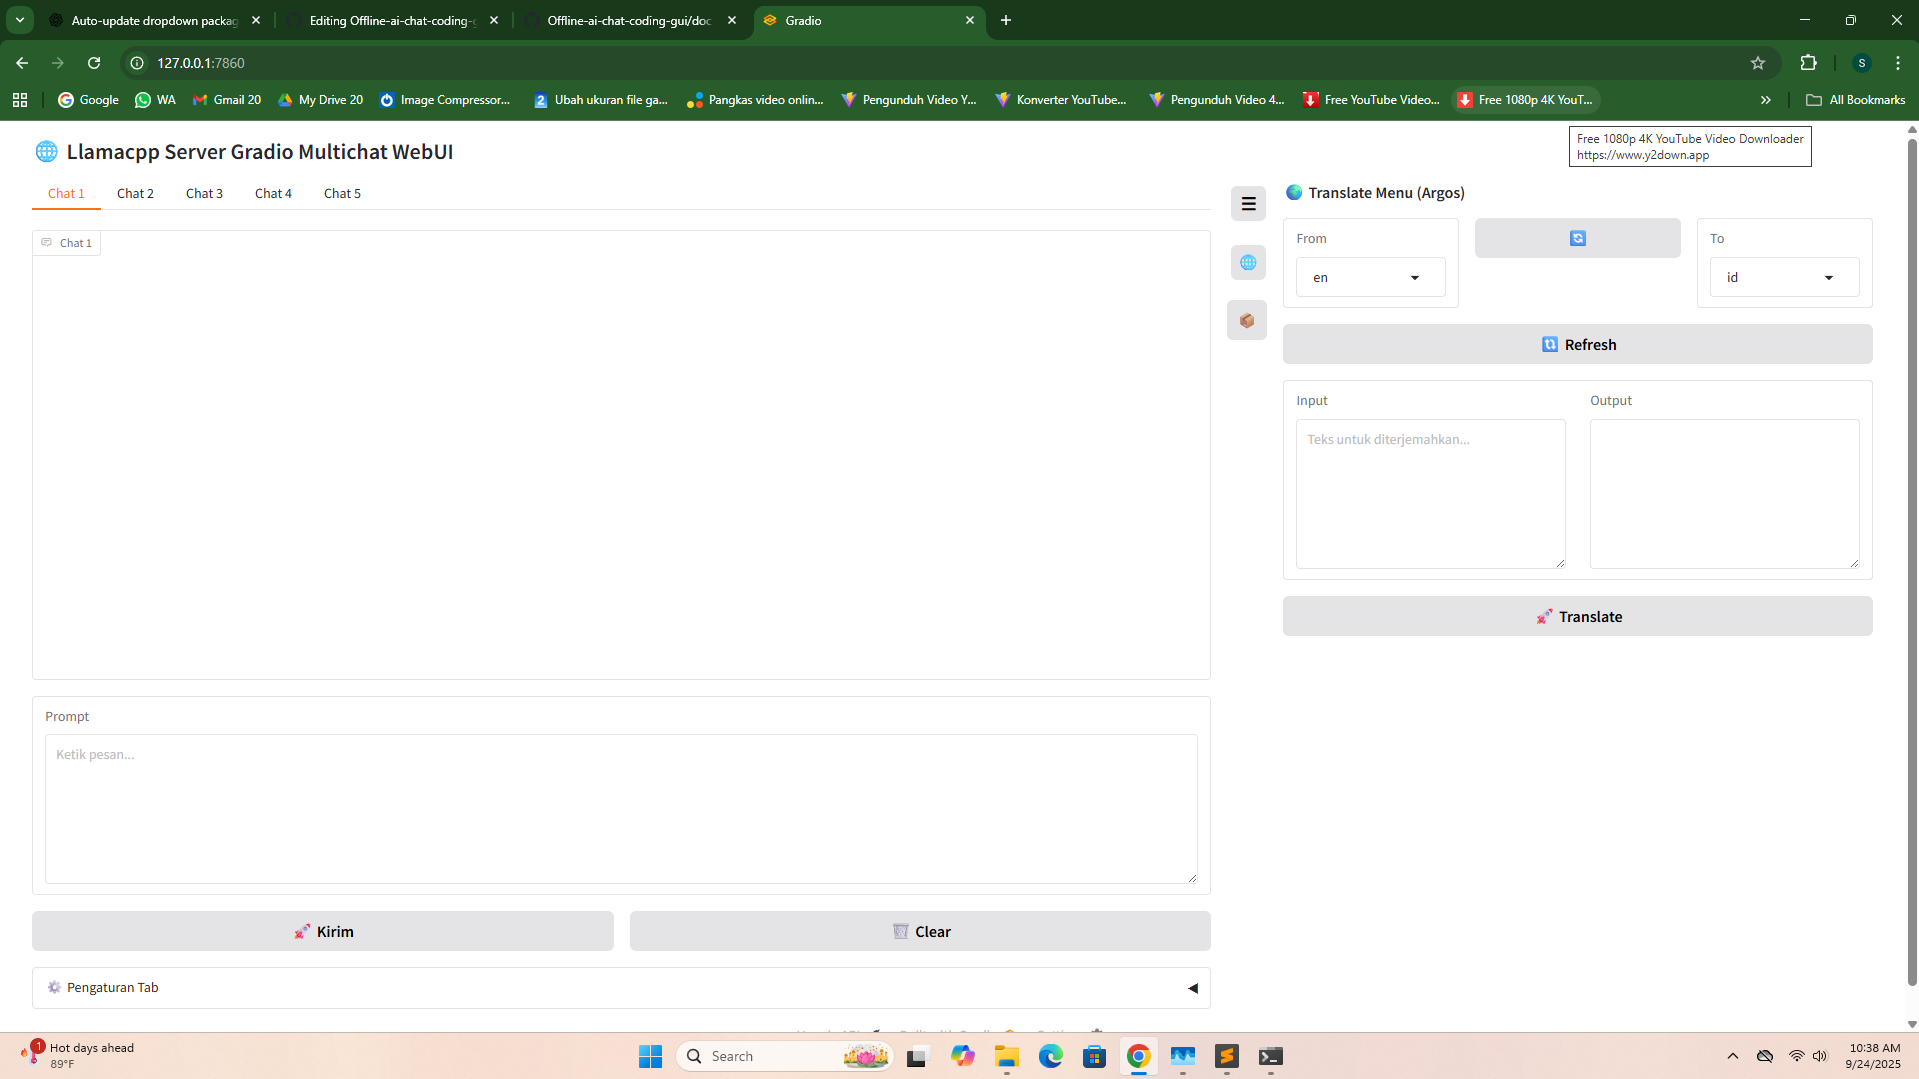 Auto-update dropdown packag
Editing Offline-ai-chat-coding-g
Offline-ai-chat-coding-gui/doc
Gradio
127.0.0.1:7860
S
Google
WA
Gmail 20
My Drive 20
Image Compressor...
Ubah ukuran file ga...
Pangkas video onlin...
Pengunduh Video Y...
Konverter YouTube...
Pengunduh Video 4...
Free YouTube Video...
Free 1080p 4K YouT...
All Bookmarks
Free 1080p 4K YouTube Video Downloader
https://www.y2down.app
Llamacpp Server Gradio Multichat WebUI
Chat 1
Chat 2
Chat 3
Chat 4
Chat 5
Chat 1
Translate Menu (Argos)
From
en
To
id
Refresh
Input
Output
Teks untuk diterjemahkan...
Translate
Prompt
Ketik pesan...
Kirim
Clear
Pengaturan Tab
1
Hot days ahead
89°F
Search
10:38 AM
9/24/2025